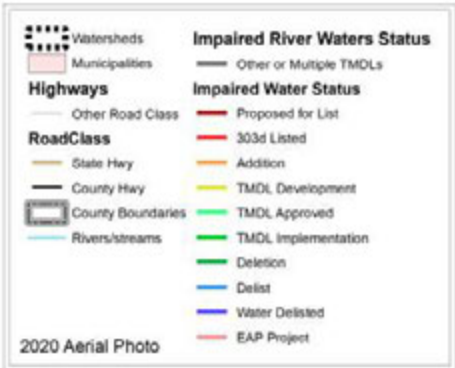 Watersheds
Municipalities
Highways
Other Road Class
RoadClass
State Hwy
County Hwy
County Boundaries
Rivers/streams
2020 Aerial Photo
Impaired River Waters Status
Other or Multiple TMDLs
Impaired Water Status
Proposed for List
303d Listed
Addition
TMDL Development
TMDL Approved
TMDL Implementation
Deletion
Delist
Water Delisted
EAP Project